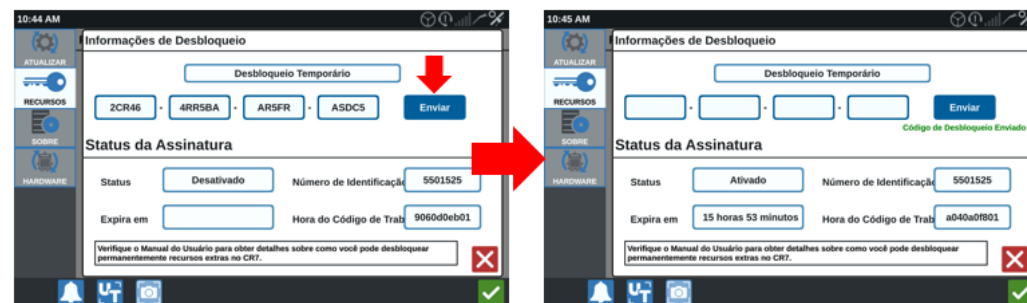 10:44 AM
Informações de Desbloqueio
ATUALIZAR
Desbloqueio Temporário
RECURSOS
2CR46 - 4RR5BA - AR5FR - ASDC5 Enviar
SOBRE
Status da Assinatura
HARDWARE
Status Desativado Número de Identificação 5501525
Expira em Hora do Código de Trab 9060d0eb01
Verifique o Manual do Usuário para obter detalhes sobre como você pode desbloquear
permanentemente recursos extras no CR7.
UT
10:45 AM
Informações de Desbloqueio
ATUALIZAR
Desbloqueio Temporário
RECURSOS
- - - Enviar
Código de Desbloqueio Enviado
SOBRE
Status da Assinatura
HARDWARE
Status Ativado Número de Identificação 5501525
Expira em 15 horas 53 minutos Hora do Código de Trab a040a0f801
Verifique o Manual do Usuário para obter detalhes sobre como você pode desbloquear
permanentemente recursos extras no CR7.
UT